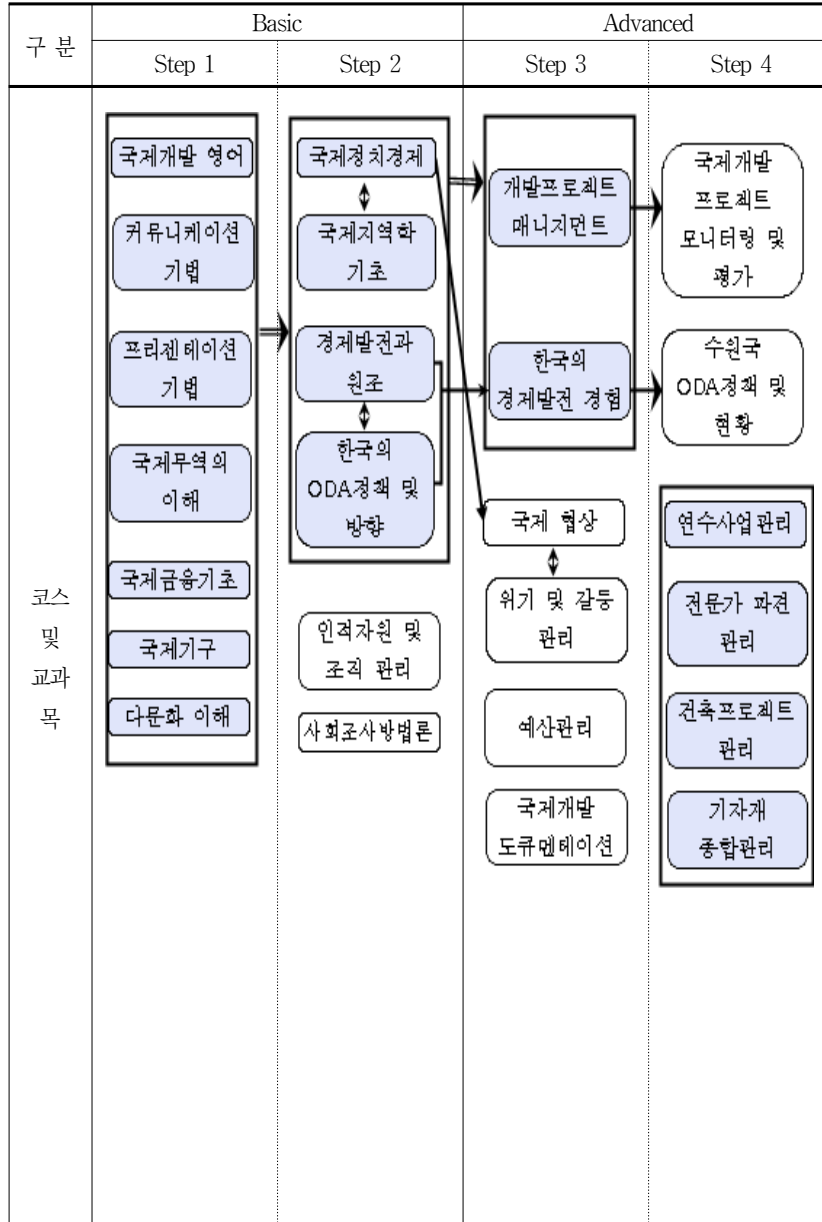 구 분
Basic
Advanced
Step 1
Step 2
Step 3
Step 4
코스
및
교과
목
국제개발 영어
커뮤니케이션
기법
프리젠테이션
기법
국제무역의
이해
국제금융기초
국제기구
다문화 이해
국제정치경제
국제지역학
기초
경제발전과
원조
한국의
ODA정책 및
방향
인적자원 및
조직 관리
사회조사방법론
개발프로젝트
매니지먼트
한국의
경제발전 경험
국제 협상
위기 및 갈등
관리
예산관리
국제개발
도큐멘테이션
국제개발
프로젝트
모니터링 및
평가
수원국
ODA정책 및
현황
연수사업관리
전문가 파견
관리
건축프로젝트
관리
기자재
종합관리